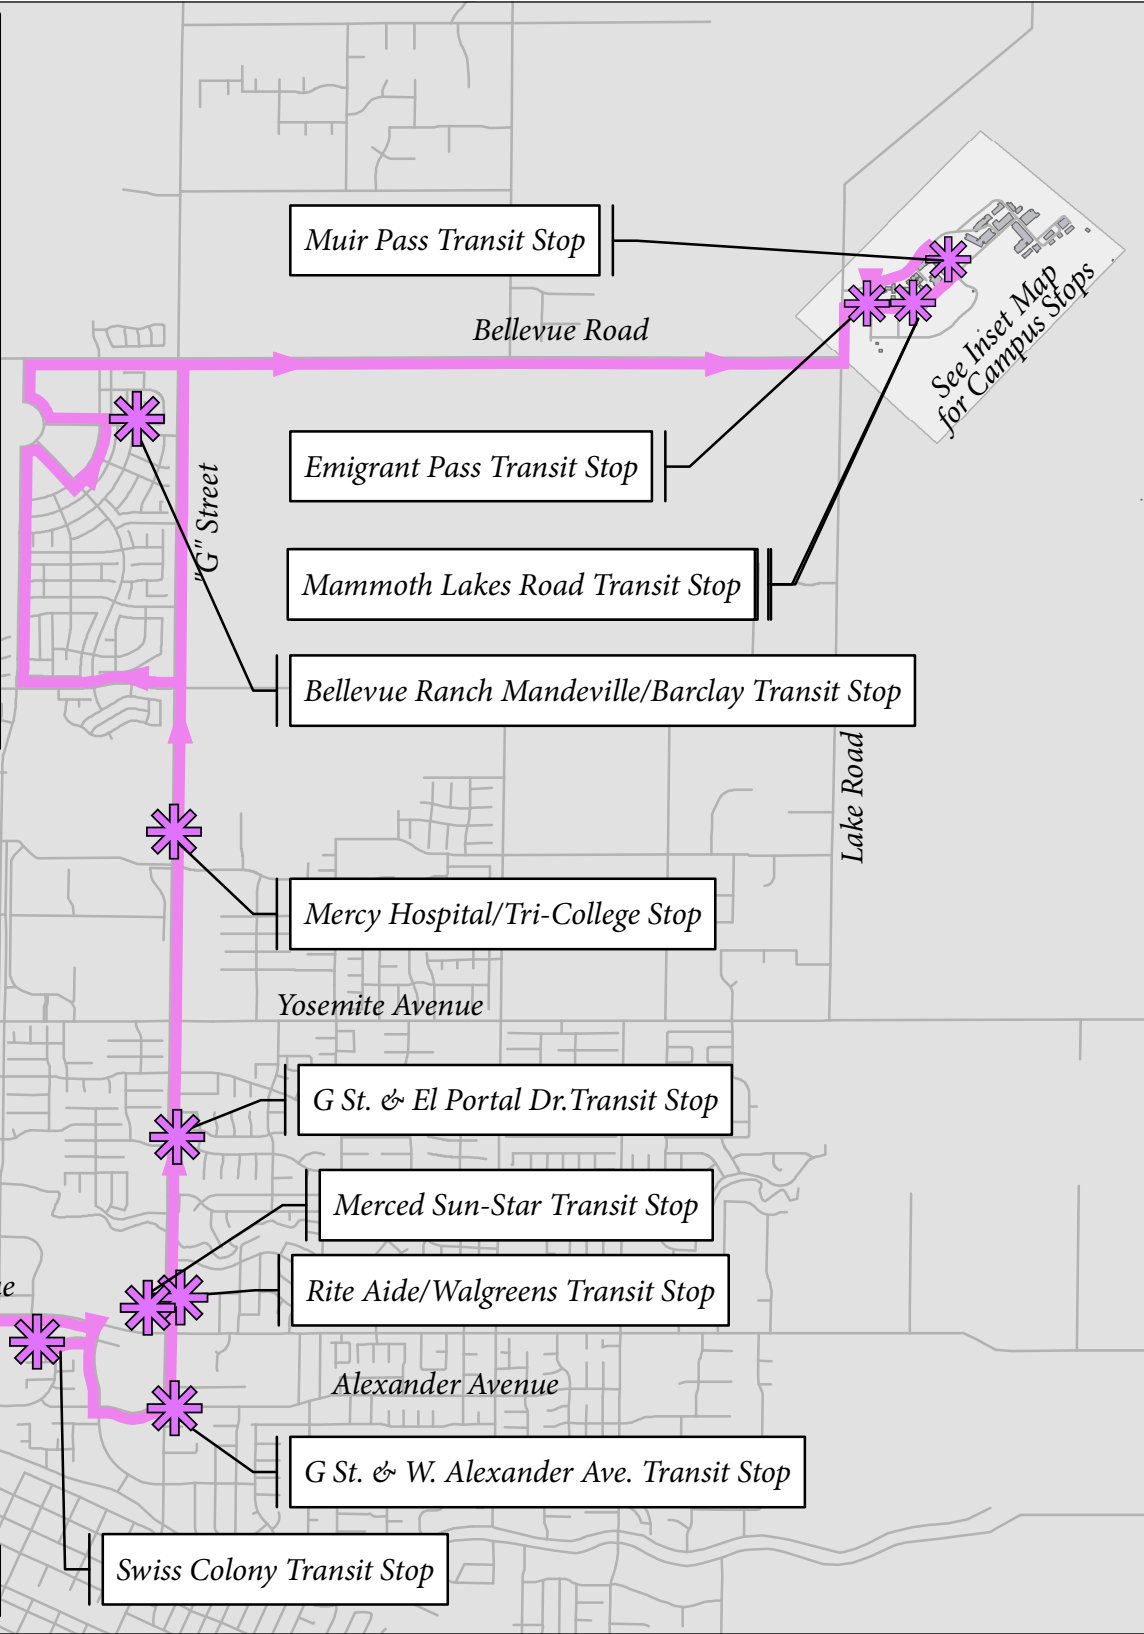 Muir Pass Transit Stop
See Inset Map
for Campus Stops
Bellevue Road
Emigrant Pass Transit Stop
"G" Street
Mammoth Lakes Road Transit Stop
Bellevue Ranch Mandeville/Barclay Transit Stop
Lake Road
Mercy Hospital/Tri-College Stop
Yosemite Avenue
G St. & El Portal Dr.Transit Stop
Merced Sun-Star Transit Stop
Rite Aide/Walgreens Transit Stop
Alexander Avenue
G St. & W. Alexander Ave. Transit Stop
Swiss Colony Transit Stop